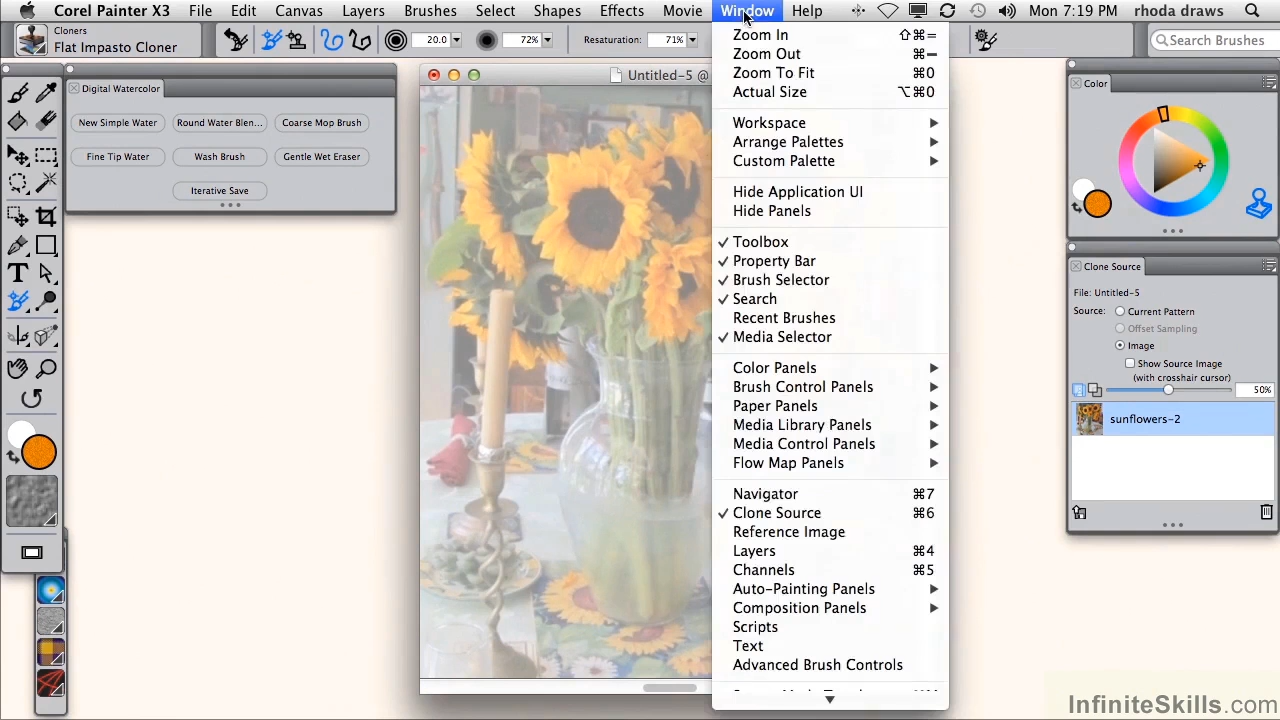 Corel Painter X3 File Edit Canvas Layers Brushes Select Shapes Effects Movie Window Help Mon 7:19 PM rhoda draws
Cloners
Flat Impasto Cloner
20.0 72% Resaturation: 71% Search Brushes
Digital Watercolor
New Simple Water Round Water Blen... Coarse Mop Brush
Fine Tip Water Wash Brush Gentle Wet Eraser
Iterative Save
T
Untitled-5 @
Zoom In ⇧⌘=
Zoom Out ⌘−
Zoom To Fit ⌘0
Actual Size ⌥⌘0
Workspace
Arrange Palettes
Custom Palette
Hide Application UI
Hide Panels
✓ Toolbox
✓ Property Bar
✓ Brush Selector
✓ Search
Recent Brushes
✓ Media Selector
Color Panels
Brush Control Panels
Paper Panels
Media Library Panels
Media Control Panels
Flow Map Panels
Navigator ⌘7
✓ Clone Source ⌘6
Reference Image
Layers ⌘4
Channels ⌘5
Auto-Painting Panels
Composition Panels
Scripts
Text
Advanced Brush Controls
Color
Clone Source
File: Untitled-5
Source: Current Pattern
Offset Sampling
Image
Show Source Image
(with crosshair cursor)
50%
sunflowers-2
InfiniteSkills.com